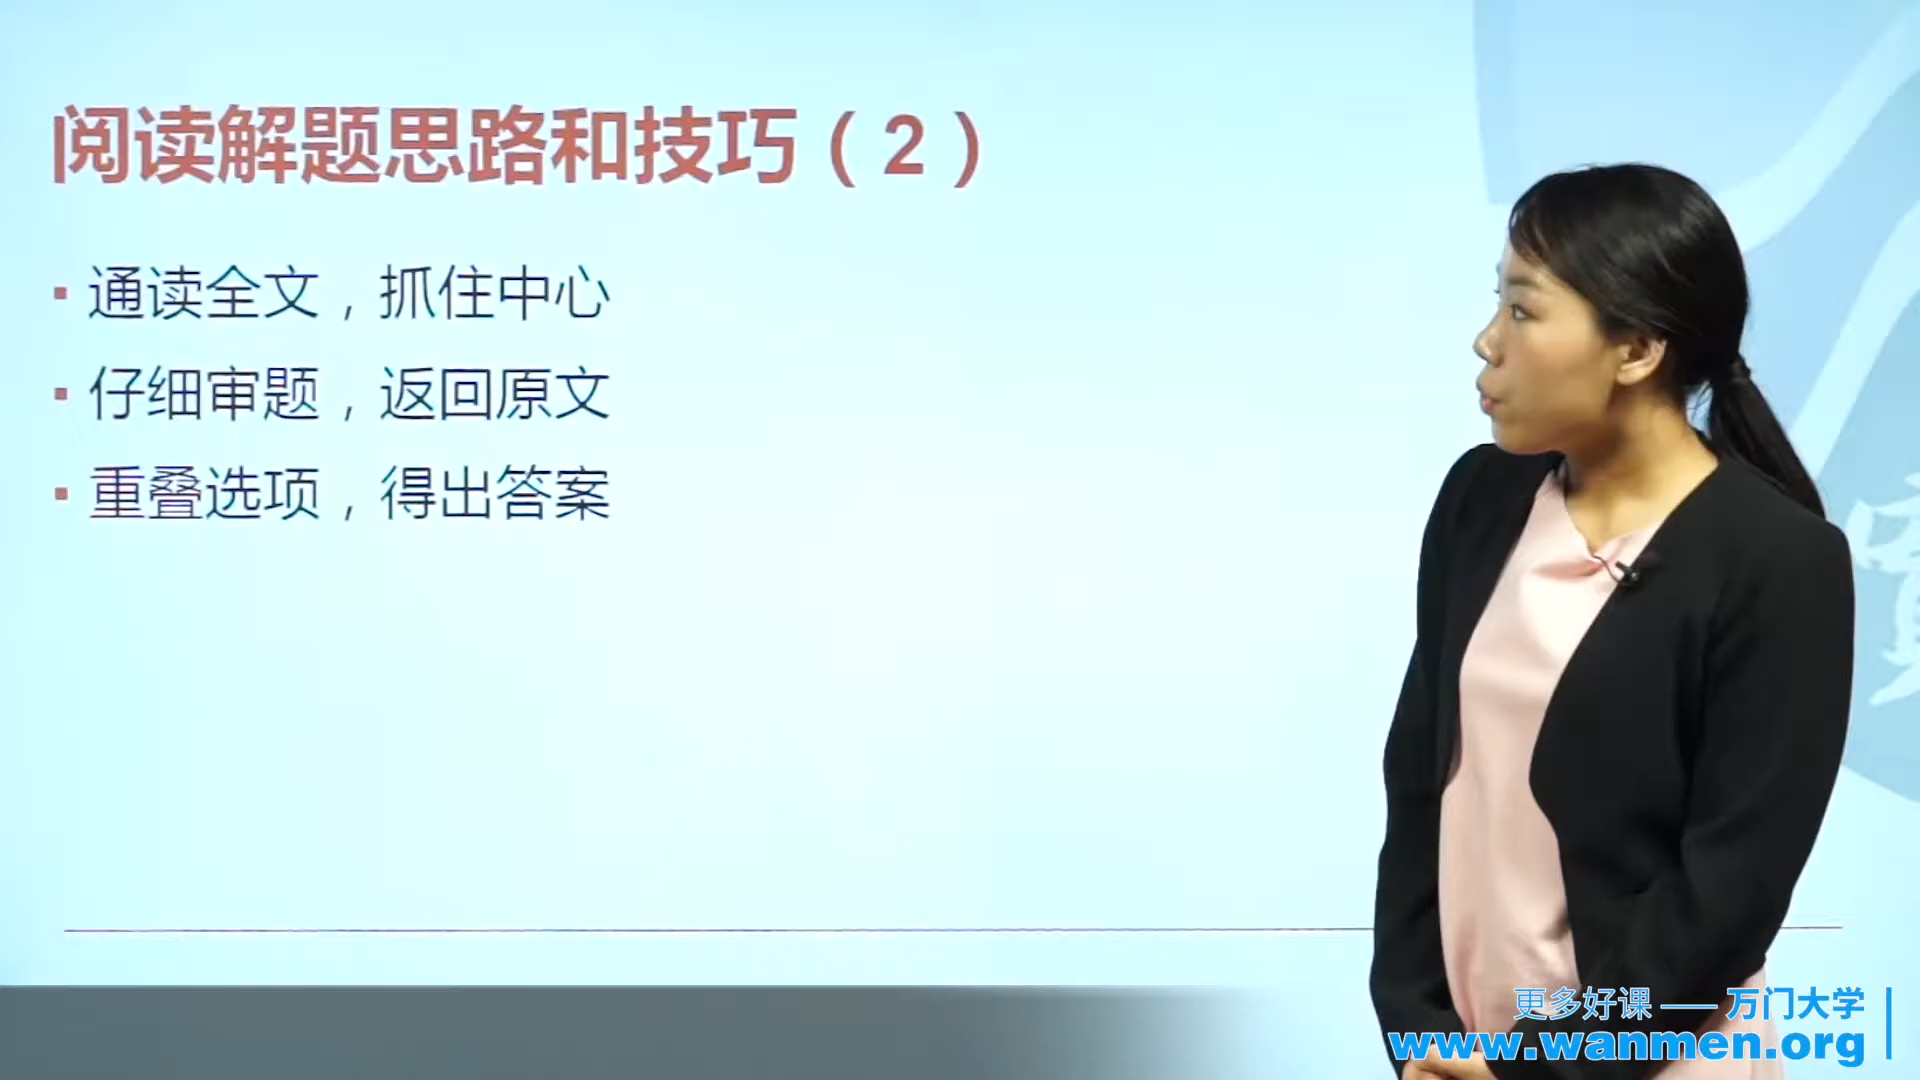 阅读解题思路和技巧（2）
▪ 通读全文，抓住中心
▪ 仔细审题，返回原文
▪ 重叠选项，得出答案
更多好课 —— 万门大学
www.wanmen.org